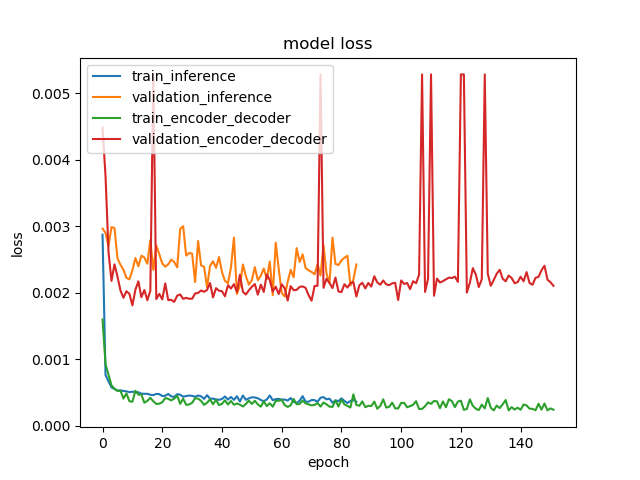 model loss
train_inference
validation_inference
train_encoder_decoder
validation_encoder_decoder
loss
0.005
0.004
0.003
0.002
0.001
0.000
0 20 40 60 80 100 120 140
epoch